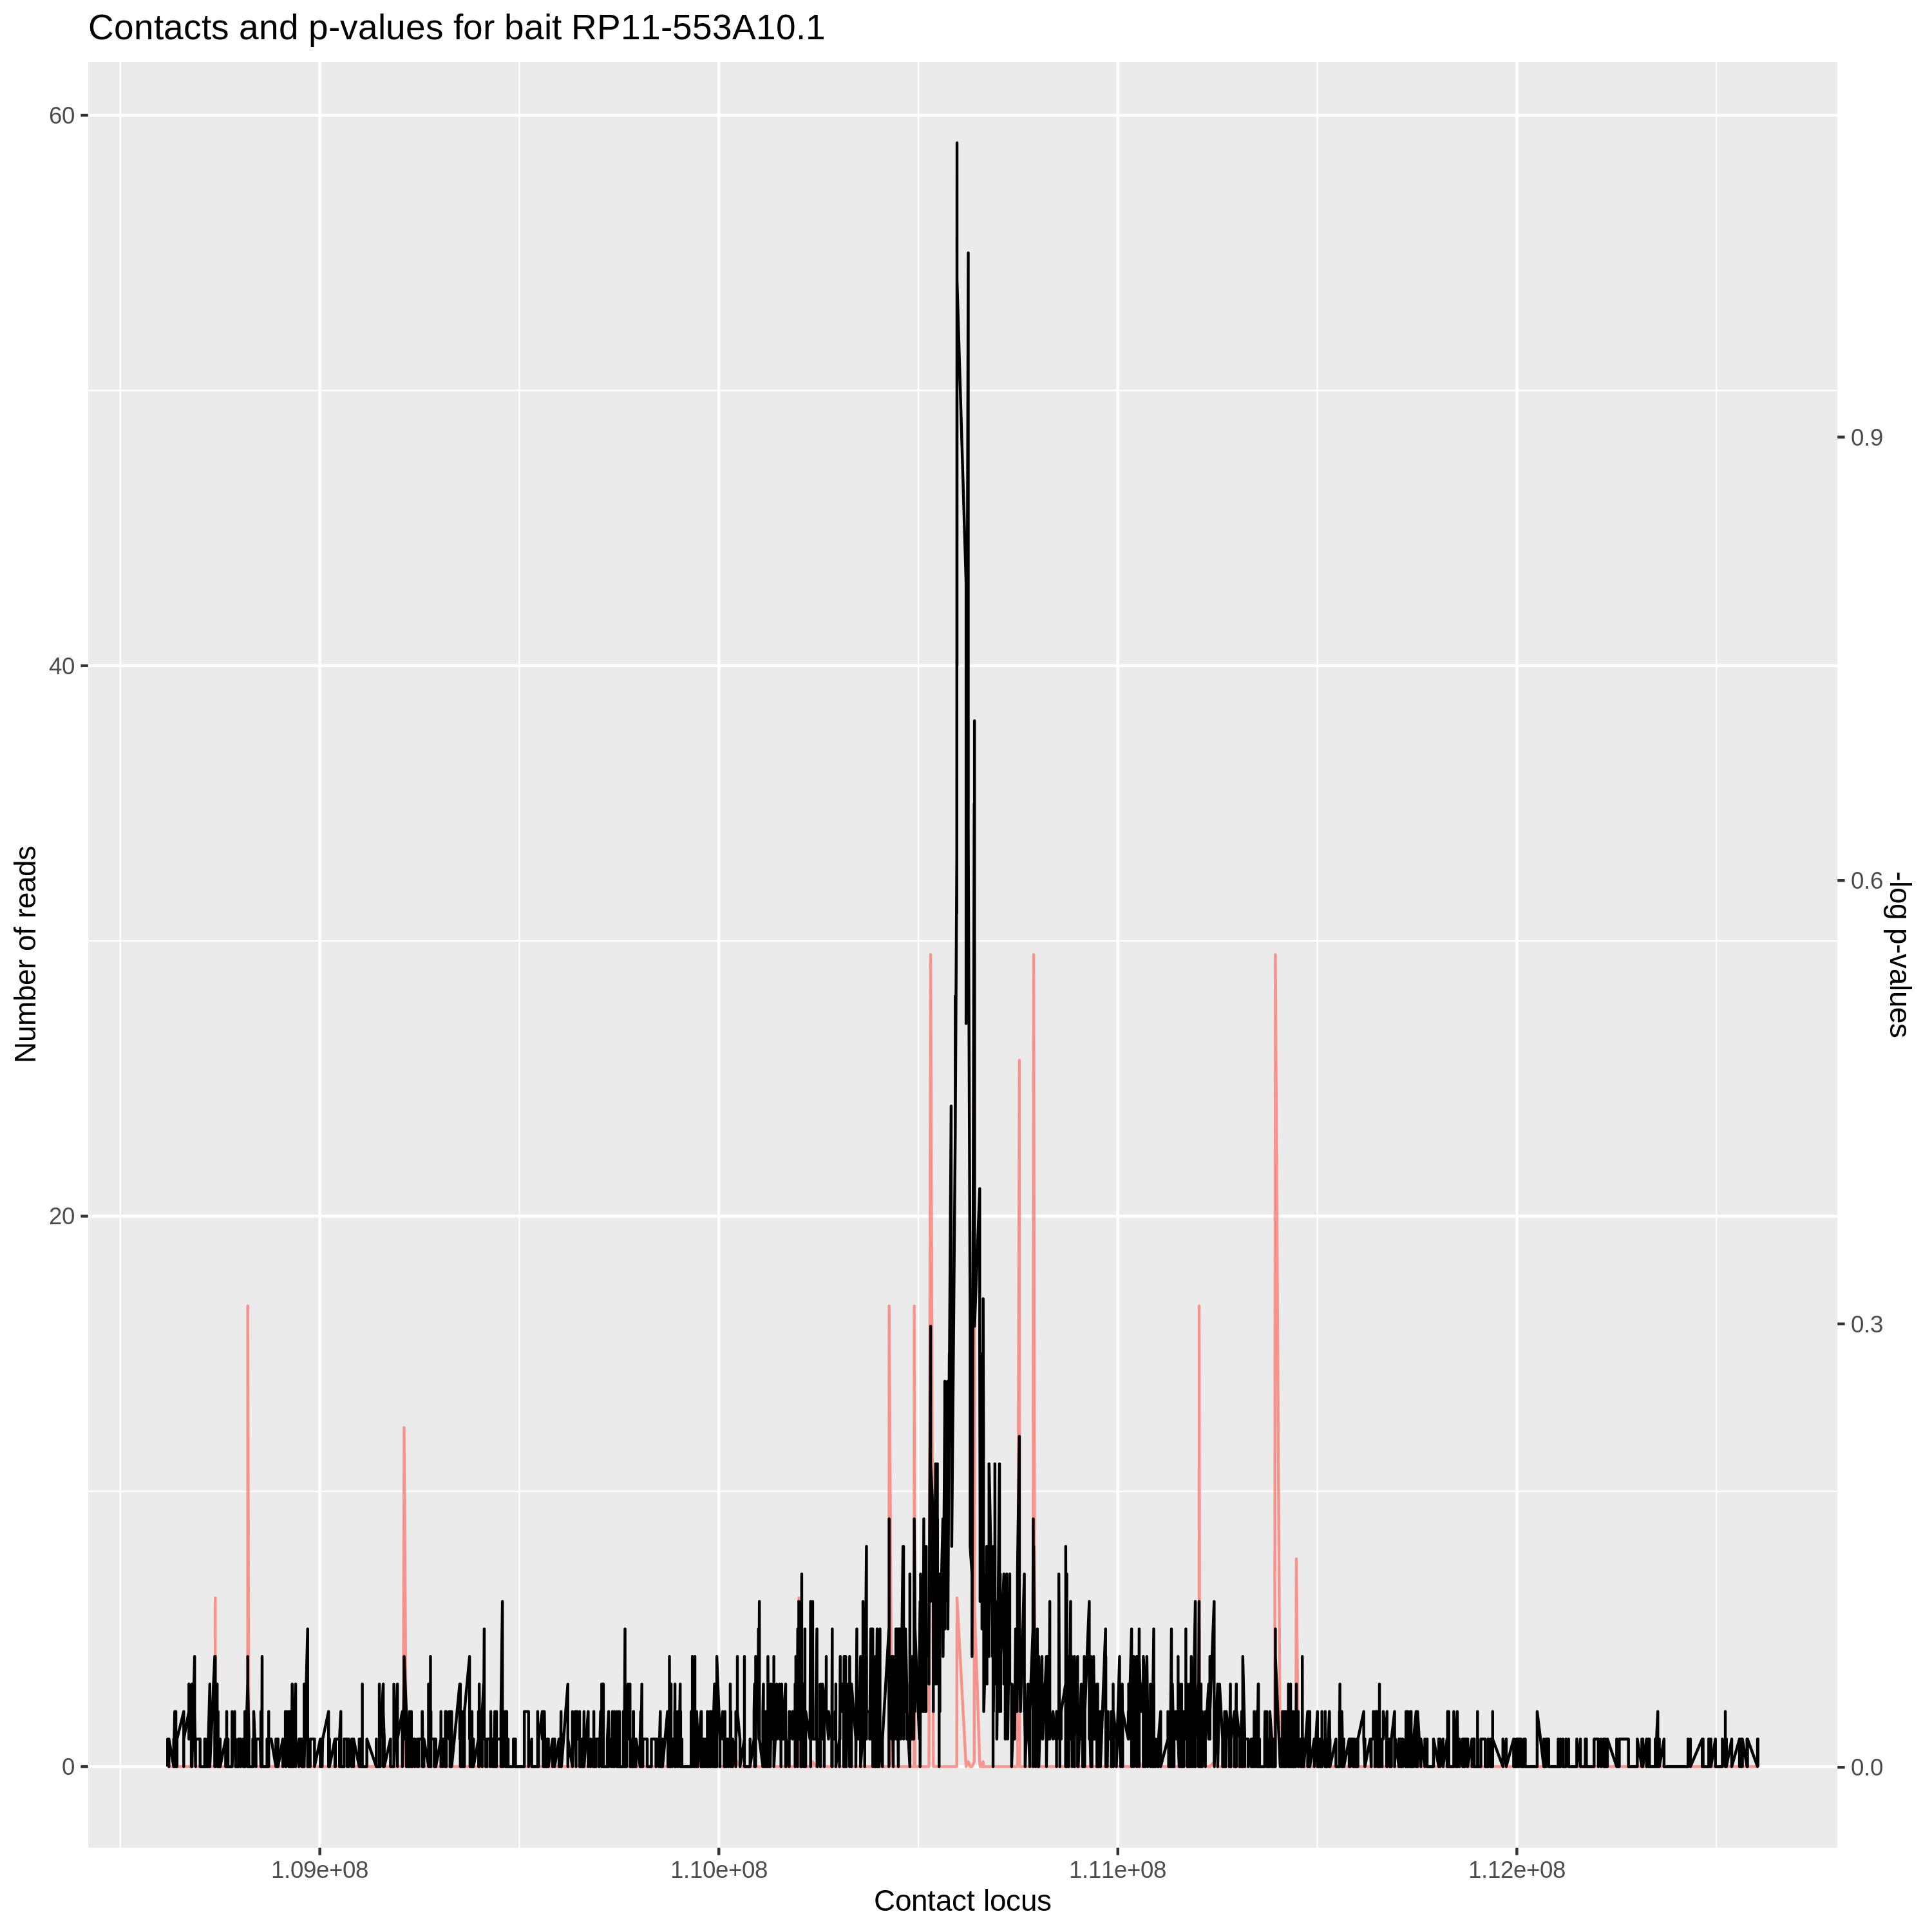 Contacts and p-values for bait RP11-553A10.1
60
40
20
0
Number of reads
0.9
0.6
0.3
0.0
-log p-values
1.09e+08
1.10e+08
1.11e+08
1.12e+08
Contact locus